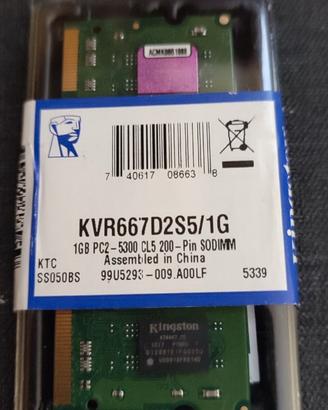 7 40617 08663 8
KVR667D2S5/1G
1GB PC2-5300 CL5 200-Pin SODIMM
Assembled in China
KTC
SS050BS 99U5293-009.A00LF 5339
Kingston